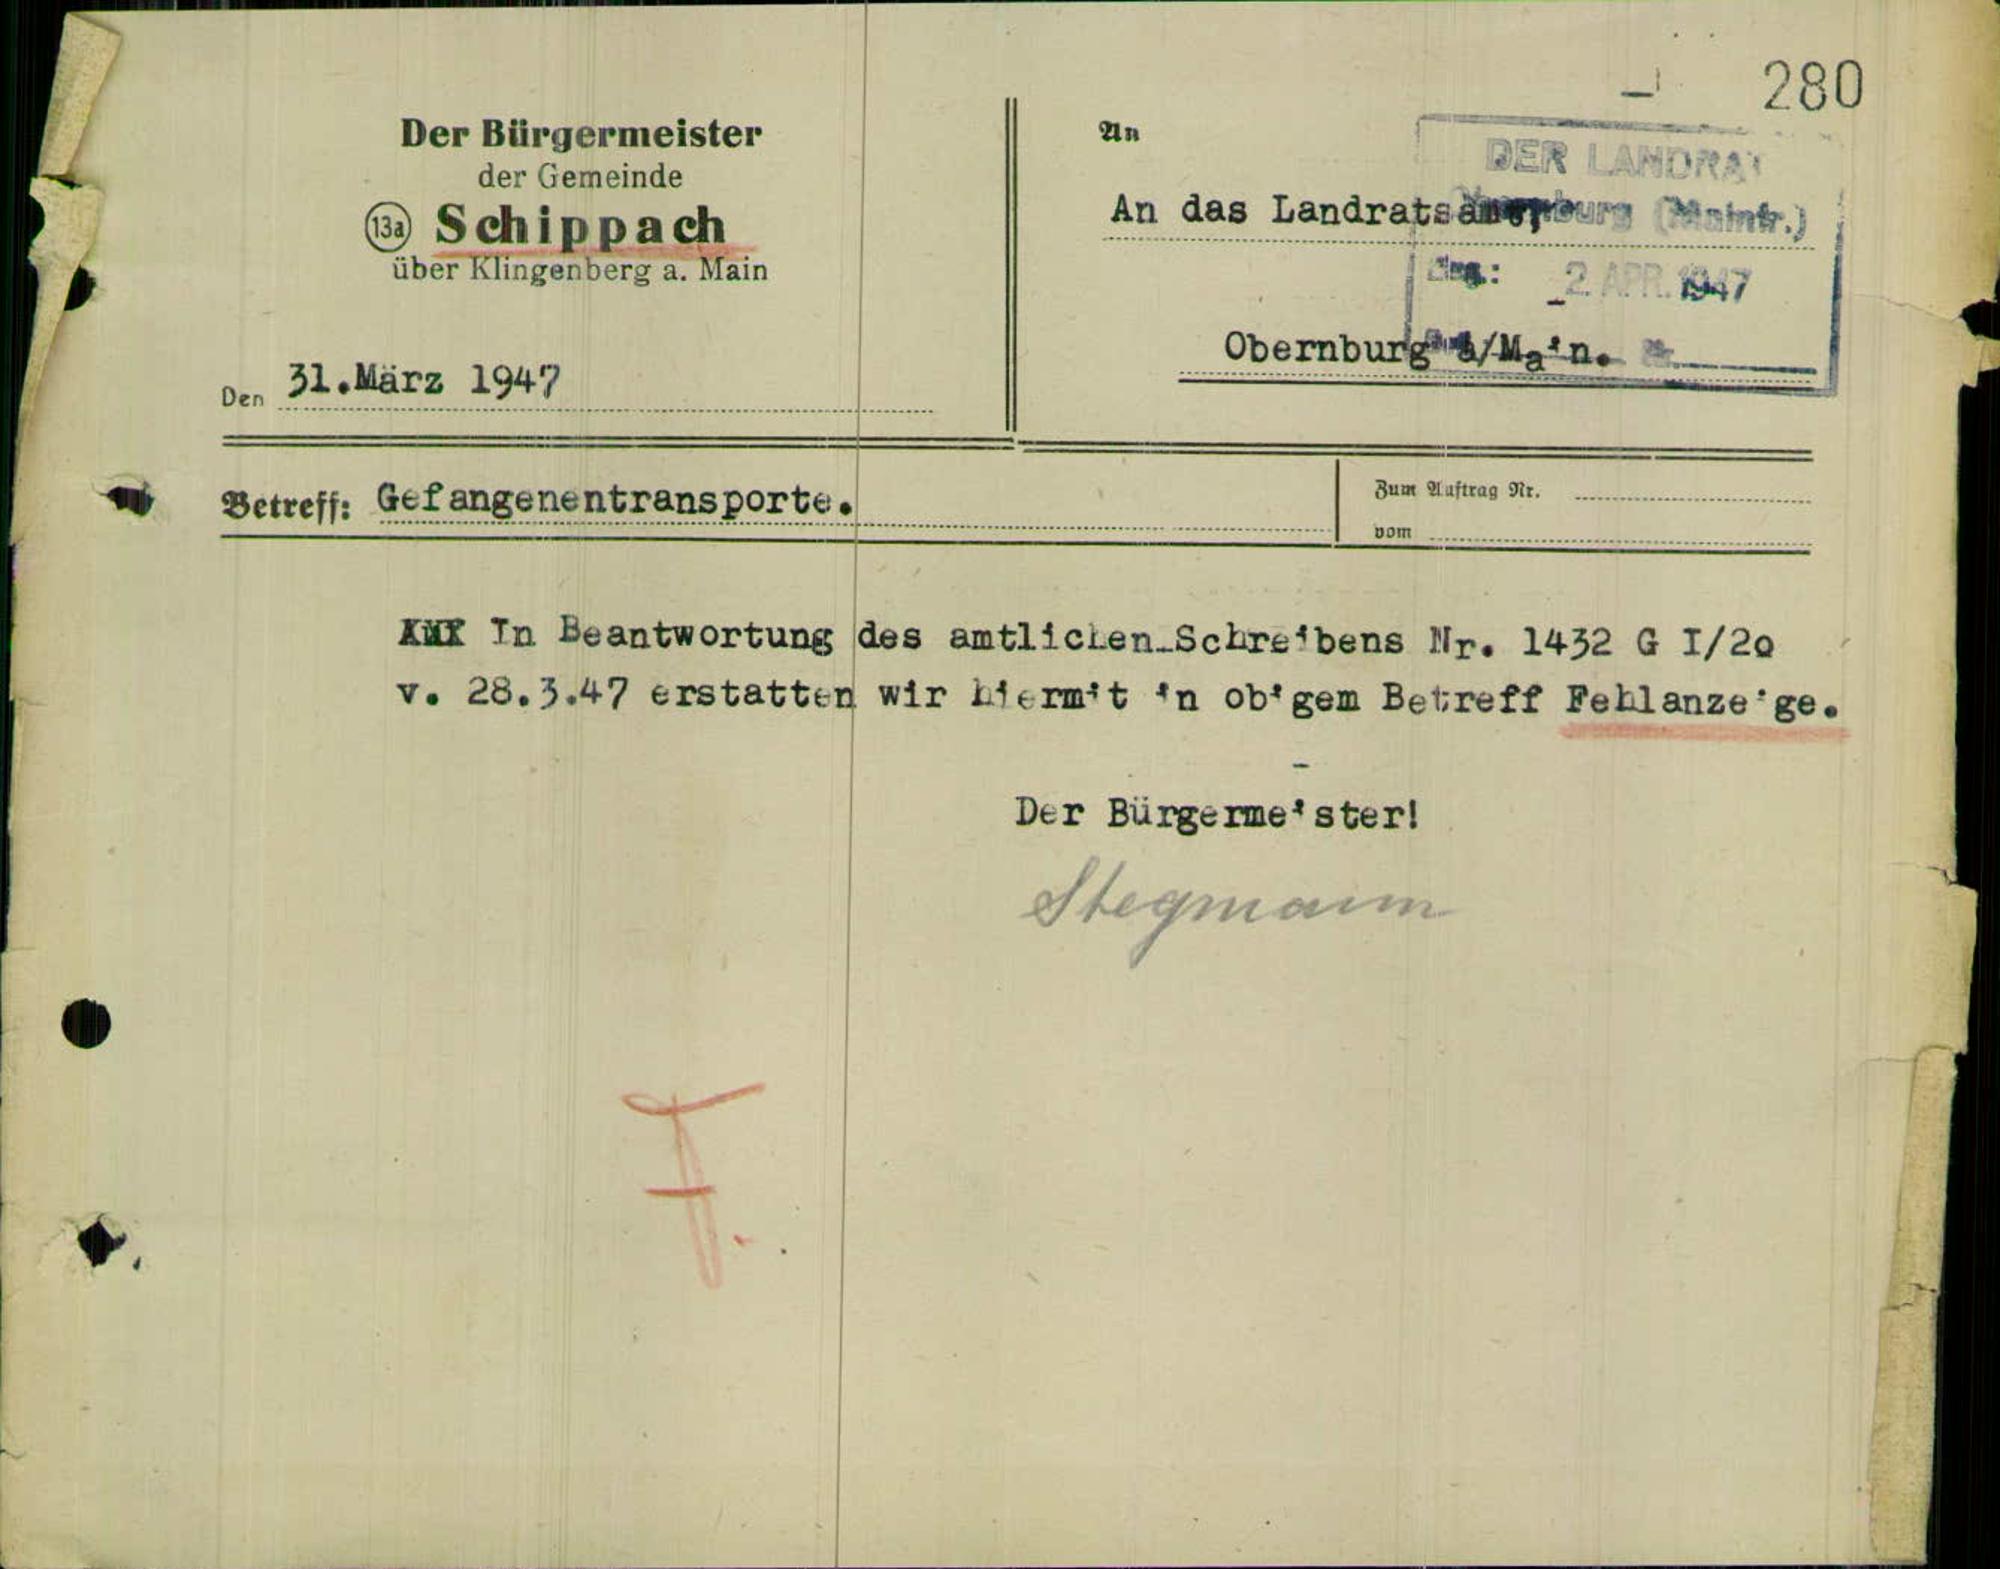 280
Der Bürgermeister
der Gemeinde
13a Schippach
über Klingenberg a. Main
Den 31.März 1947
An
An das Landratsamt,
Obernburg a/Main.
DER LANDRAT
Obernburg (Mainfr.)
2. APR. 1947
Betreff: Gefangenentransporte.
Zum Auftrag Nr.
vom
In Beantwortung des amtlichen Schreibens Nr. 1432 G I/20
v. 28.3.47 erstatten wir hiermit in obigem Betreff Fehlanzeige.
Der Bürgermeister!
Stegmann
F.